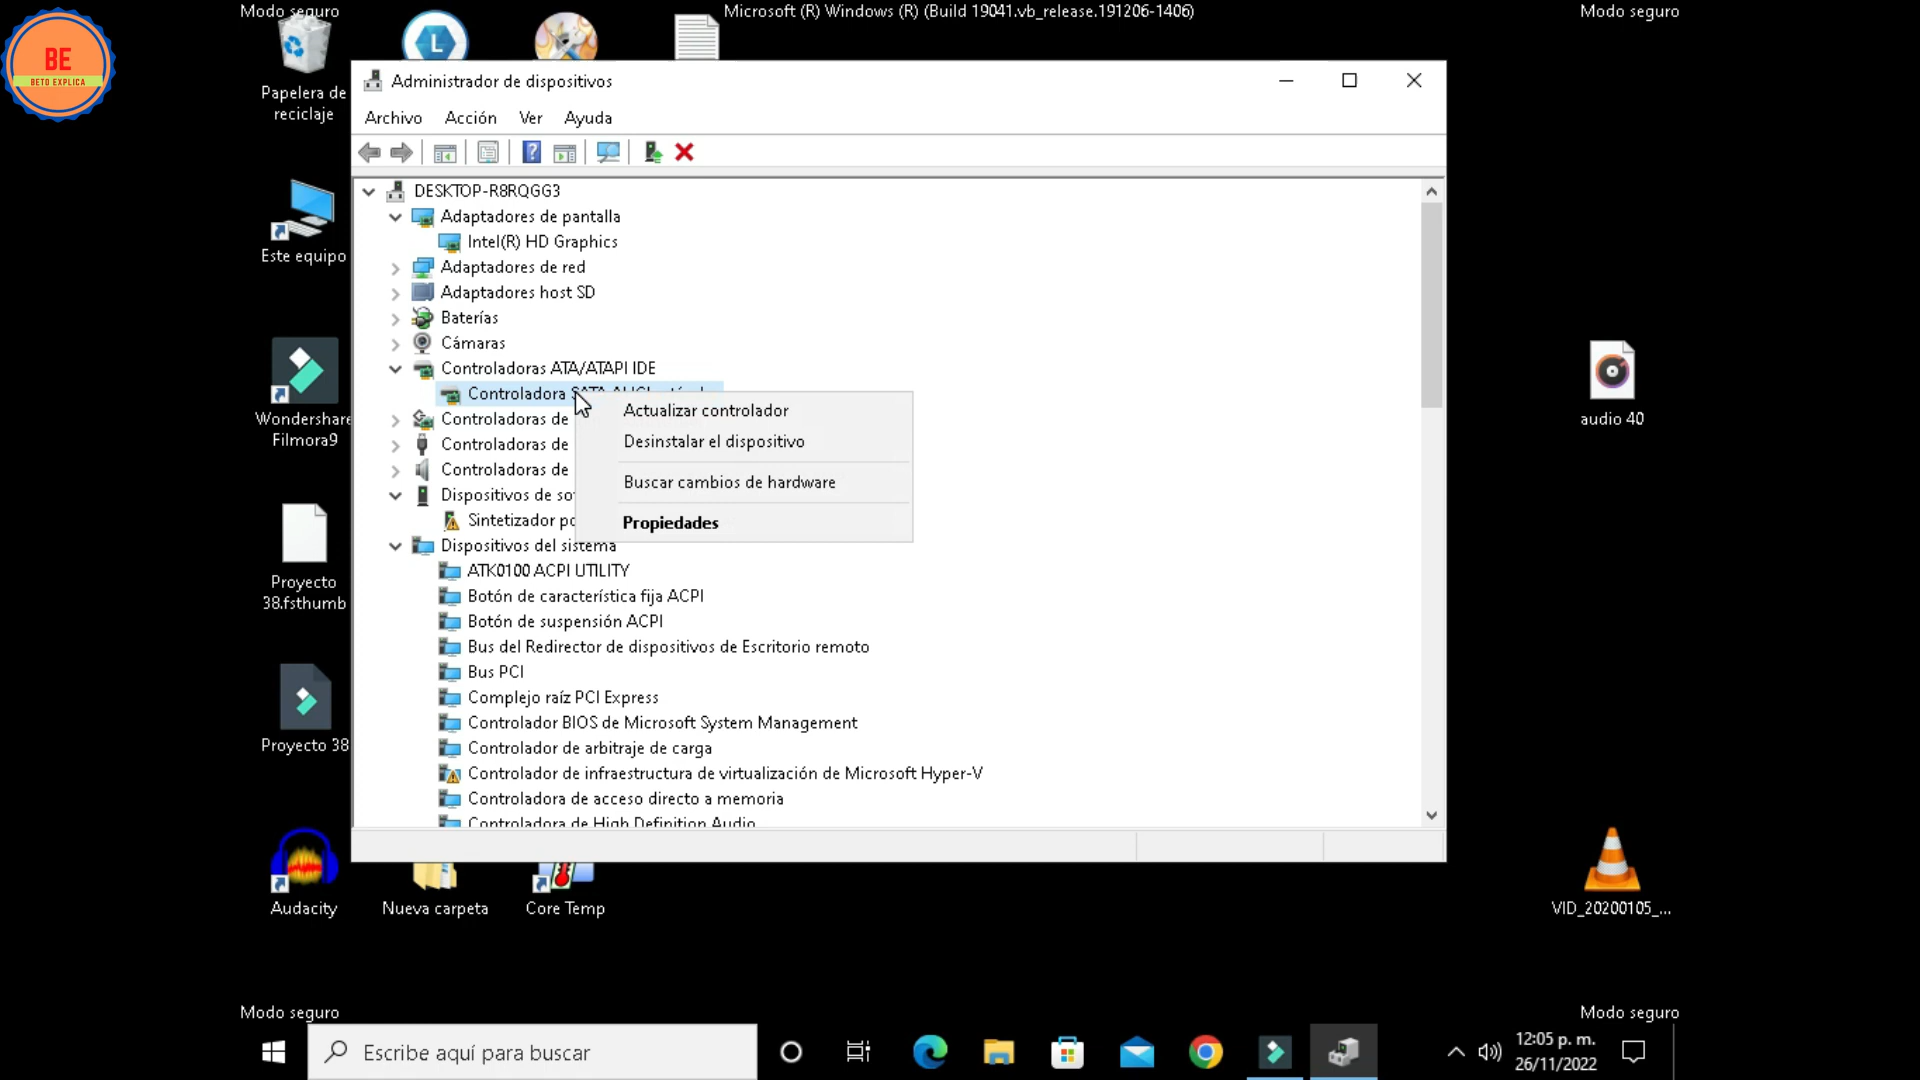 Modo seguro
Microsoft (R) Windows (R) (Build 19041.vb_release.191206-1406)
Modo seguro
BE
BETO EXPLICA
L
Papelera de
reciclaje
Este equipo
Wondershare
Filmora9
Proyecto
38.fsthumb
Proyecto 38
Audacity
Nueva carpeta
Core Temp
audio 40
VID_20200105_...
Administrador de dispositivos
Archivo Acción Ver Ayuda
DESKTOP-R8RQGG3
Adaptadores de pantalla
Intel(R) HD Graphics
Adaptadores de red
Adaptadores host SD
Baterías
Cámaras
Controladoras ATA/ATAPI IDE
Controladora SATA AHCI
Controladoras de
Controladoras de
Controladoras de
Dispositivos de so
Sintetizador po
Dispositivos del sistema
ATK0100 ACPI UTILITY
Botón de característica fija ACPI
Botón de suspensión ACPI
Bus del Redirector de dispositivos de Escritorio remoto
Bus PCI
Complejo raíz PCI Express
Controlador BIOS de Microsoft System Management
Controlador de arbitraje de carga
Controlador de infraestructura de virtualización de Microsoft Hyper-V
Controladora de acceso directo a memoria
Controladora de High Definition Audio
Actualizar controlador
Desinstalar el dispositivo
Buscar cambios de hardware
Propiedades
Modo seguro
Modo seguro
Escribe aquí para buscar
12:05 p. m.
26/11/2022